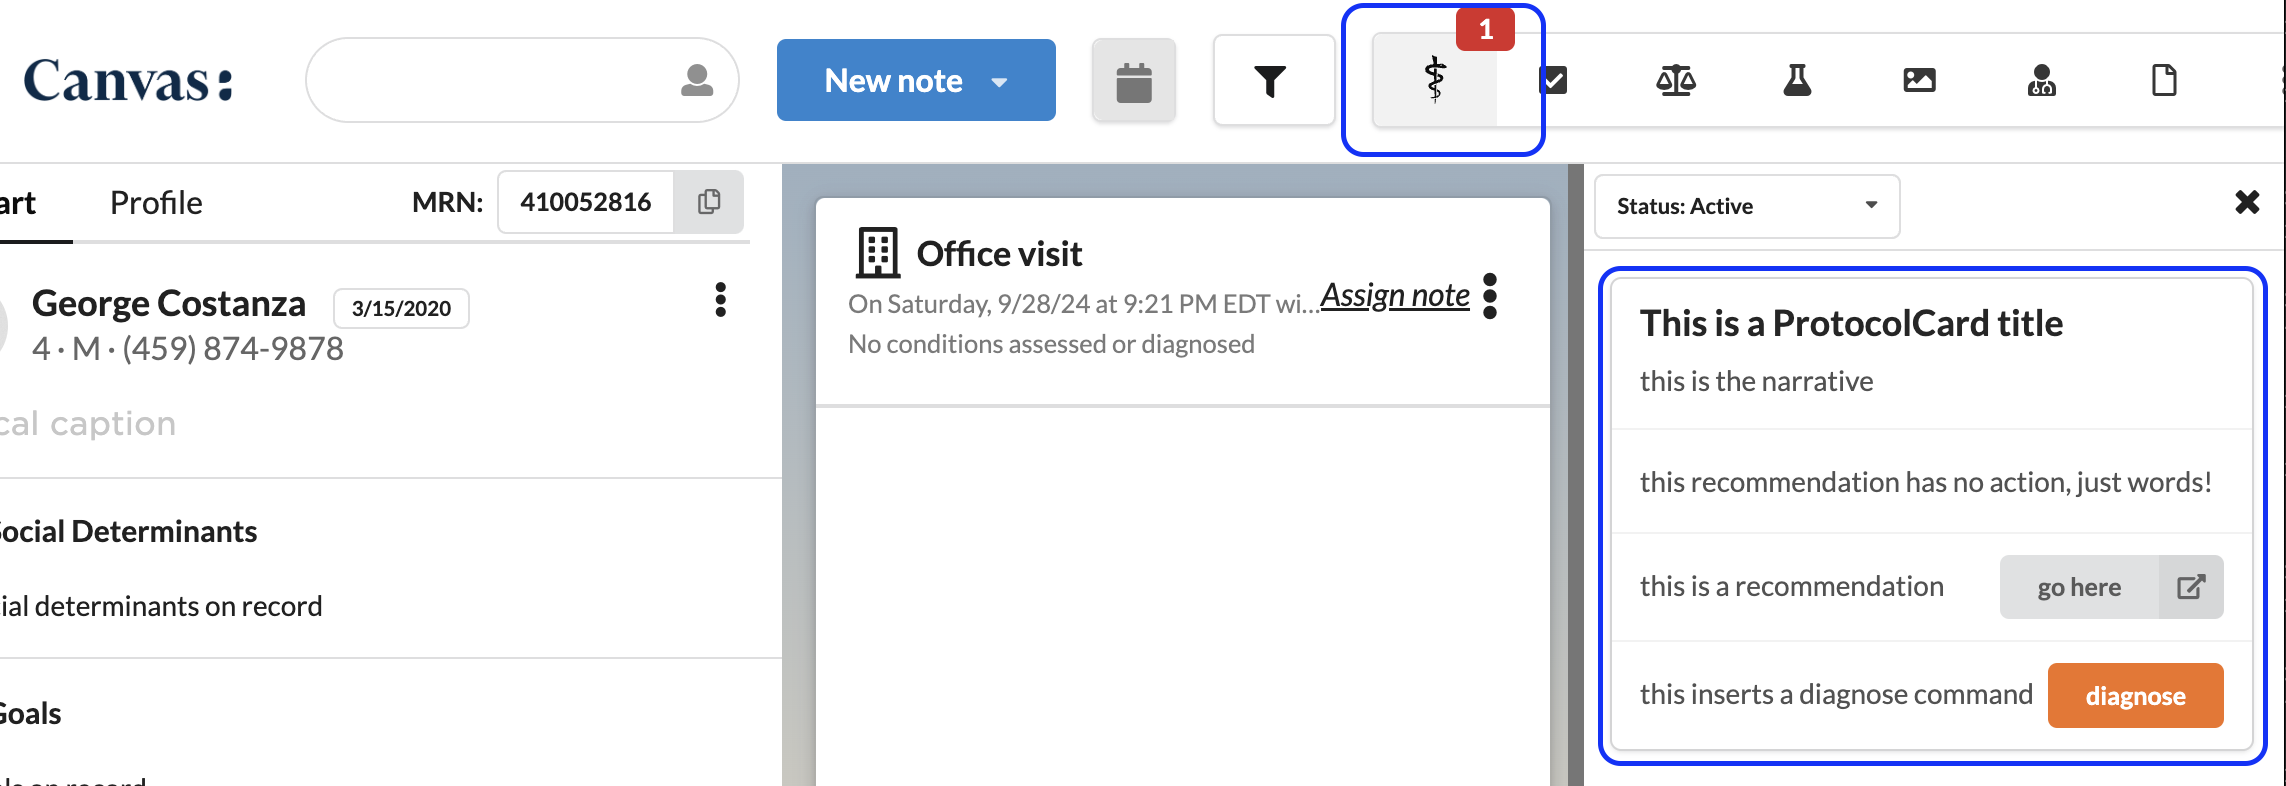 Canvas:
New note
1
art
Profile
MRN:
410052816
George Costanza
3/15/2020
4 · M · (459) 874-9878
cal caption
Social Determinants
ial determinants on record
Goals
Office visit
On Saturday, 9/28/24 at 9:21 PM EDT wi...
Assign note
No conditions assessed or diagnosed
Status: Active
This is a ProtocolCard title
this is the narrative
this recommendation has no action, just words!
this is a recommendation
go here
this inserts a diagnose command
diagnose